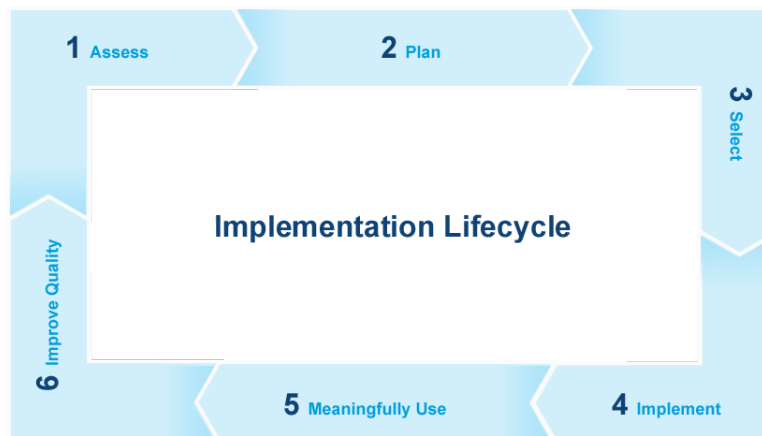 1 Assess
2 Plan
3 Select
Implementation Lifecycle
4 Implement
5 Meaningfully Use
6 Improve Quality